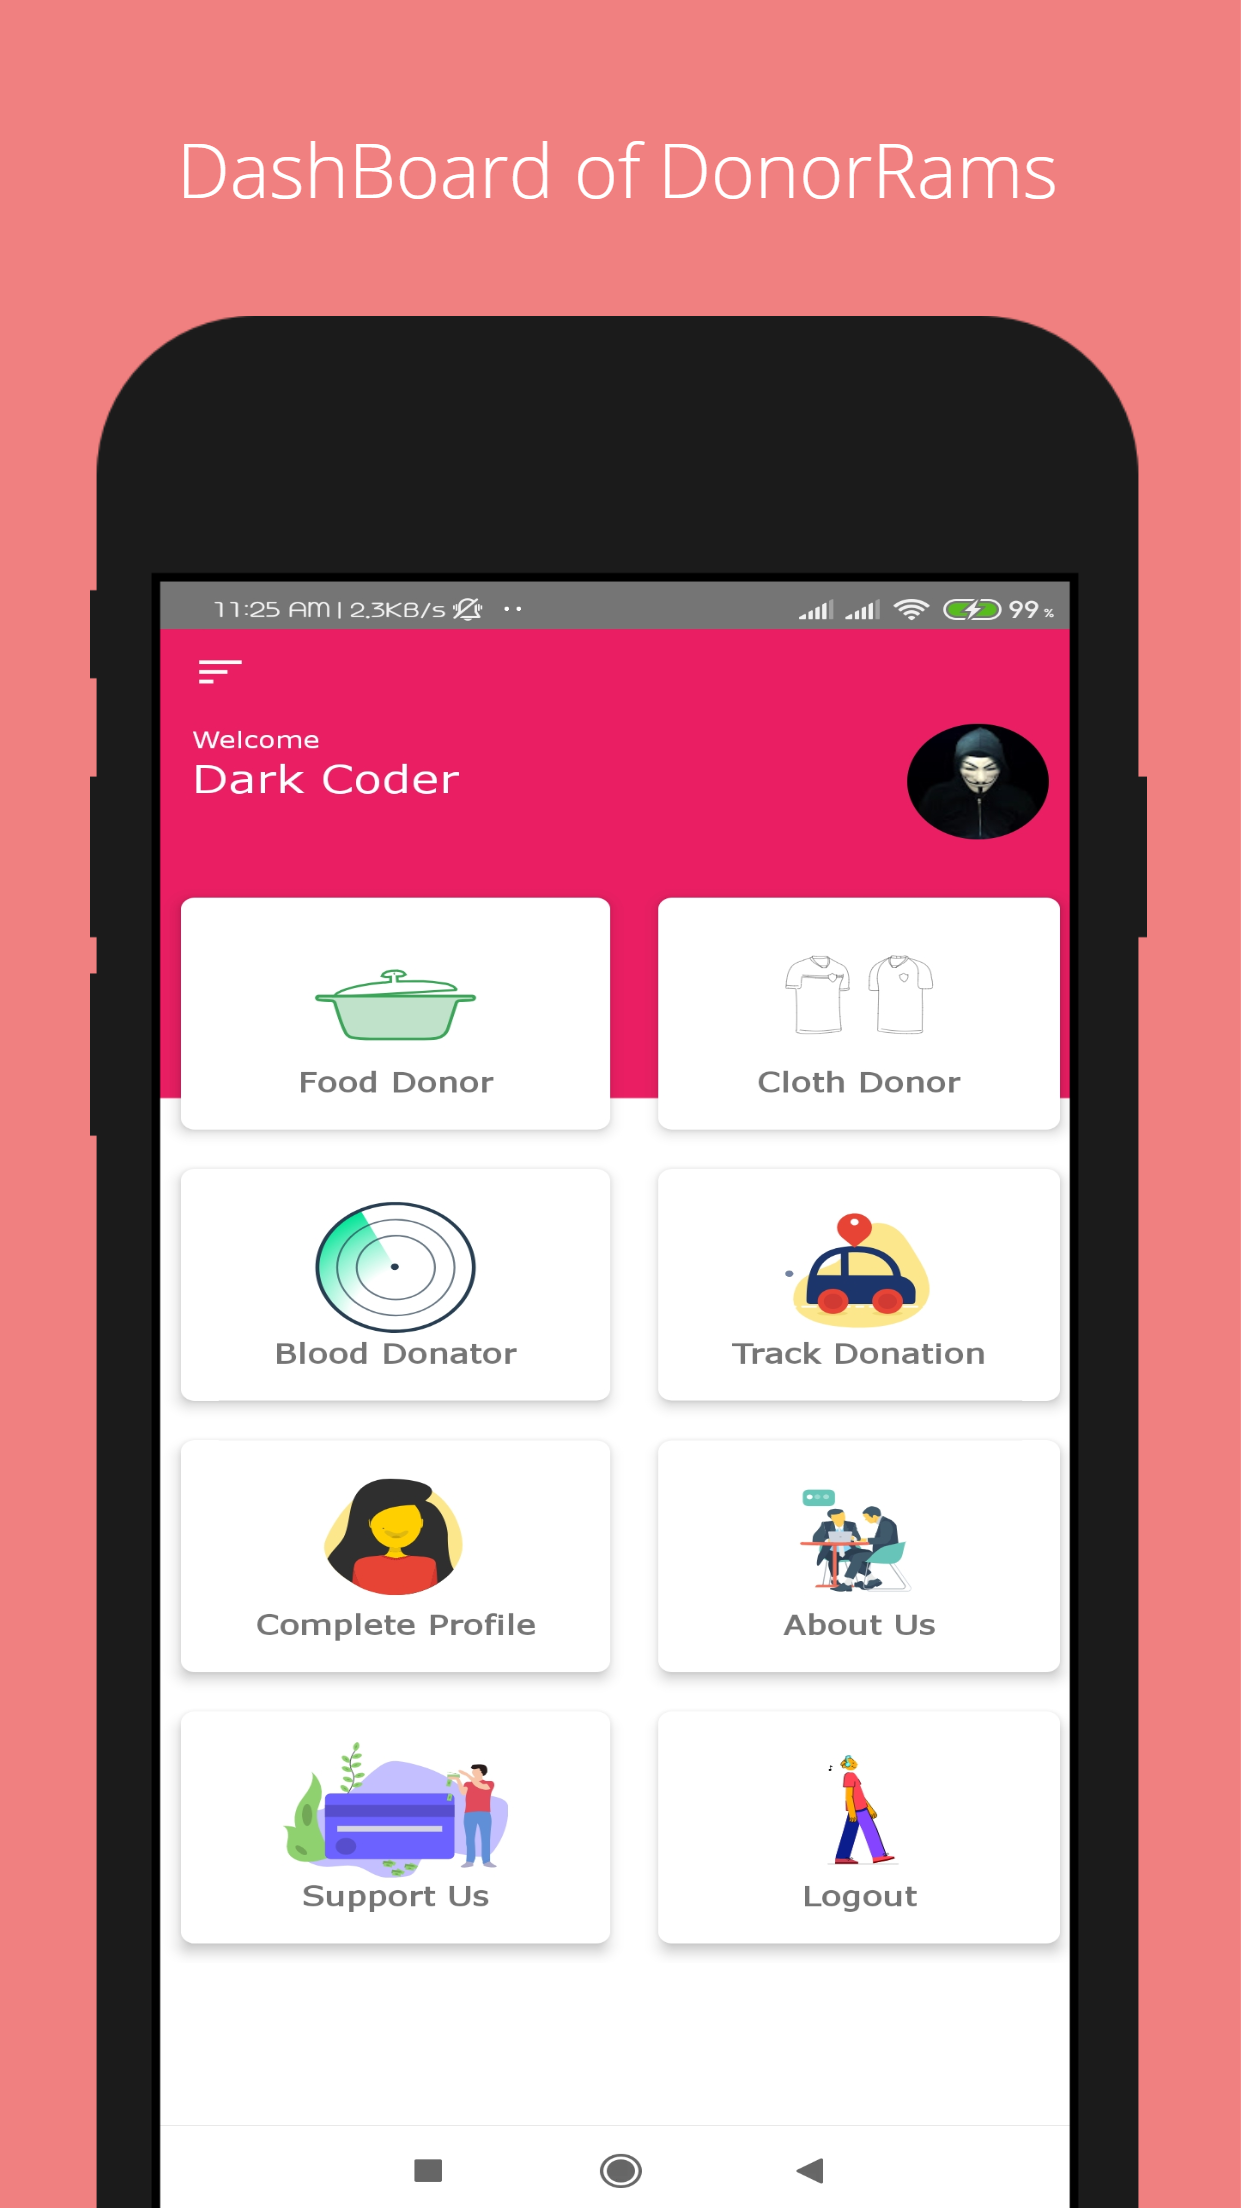 DashBoard of DonorRams
11:25 AM | 2.3KB/s 99 %
Welcome
Dark Coder
Food Donor
Cloth Donor
Blood Donator
Track Donation
Complete Profile
About Us
Support Us
Logout